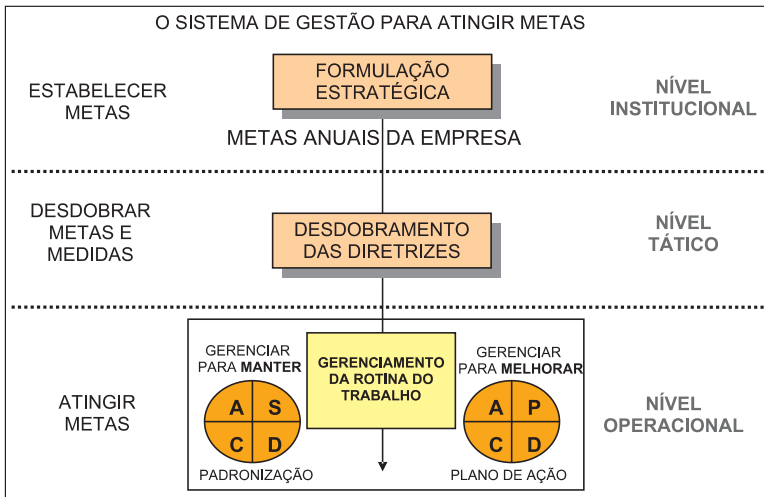 O SISTEMA DE GESTÃO PARA ATINGIR METAS
ESTABELECER
METAS
FORMULAÇÃO
ESTRATÉGICA
NÍVEL
INSTITUCIONAL
METAS ANUAIS DA EMPRESA
DESDOBRAR
METAS E
MEDIDAS
DESDOBRAMENTO
DAS DIRETRIZES
NÍVEL
TÁTICO
ATINGIR
METAS
GERENCIAR
PARA MANTER
A S
C D
PADRONIZAÇÃO
GERENCIAMENTO
DA ROTINA DO
TRABALHO
GERENCIAR
PARA MELHORAR
A P
C D
PLANO DE AÇÃO
NÍVEL
OPERACIONAL